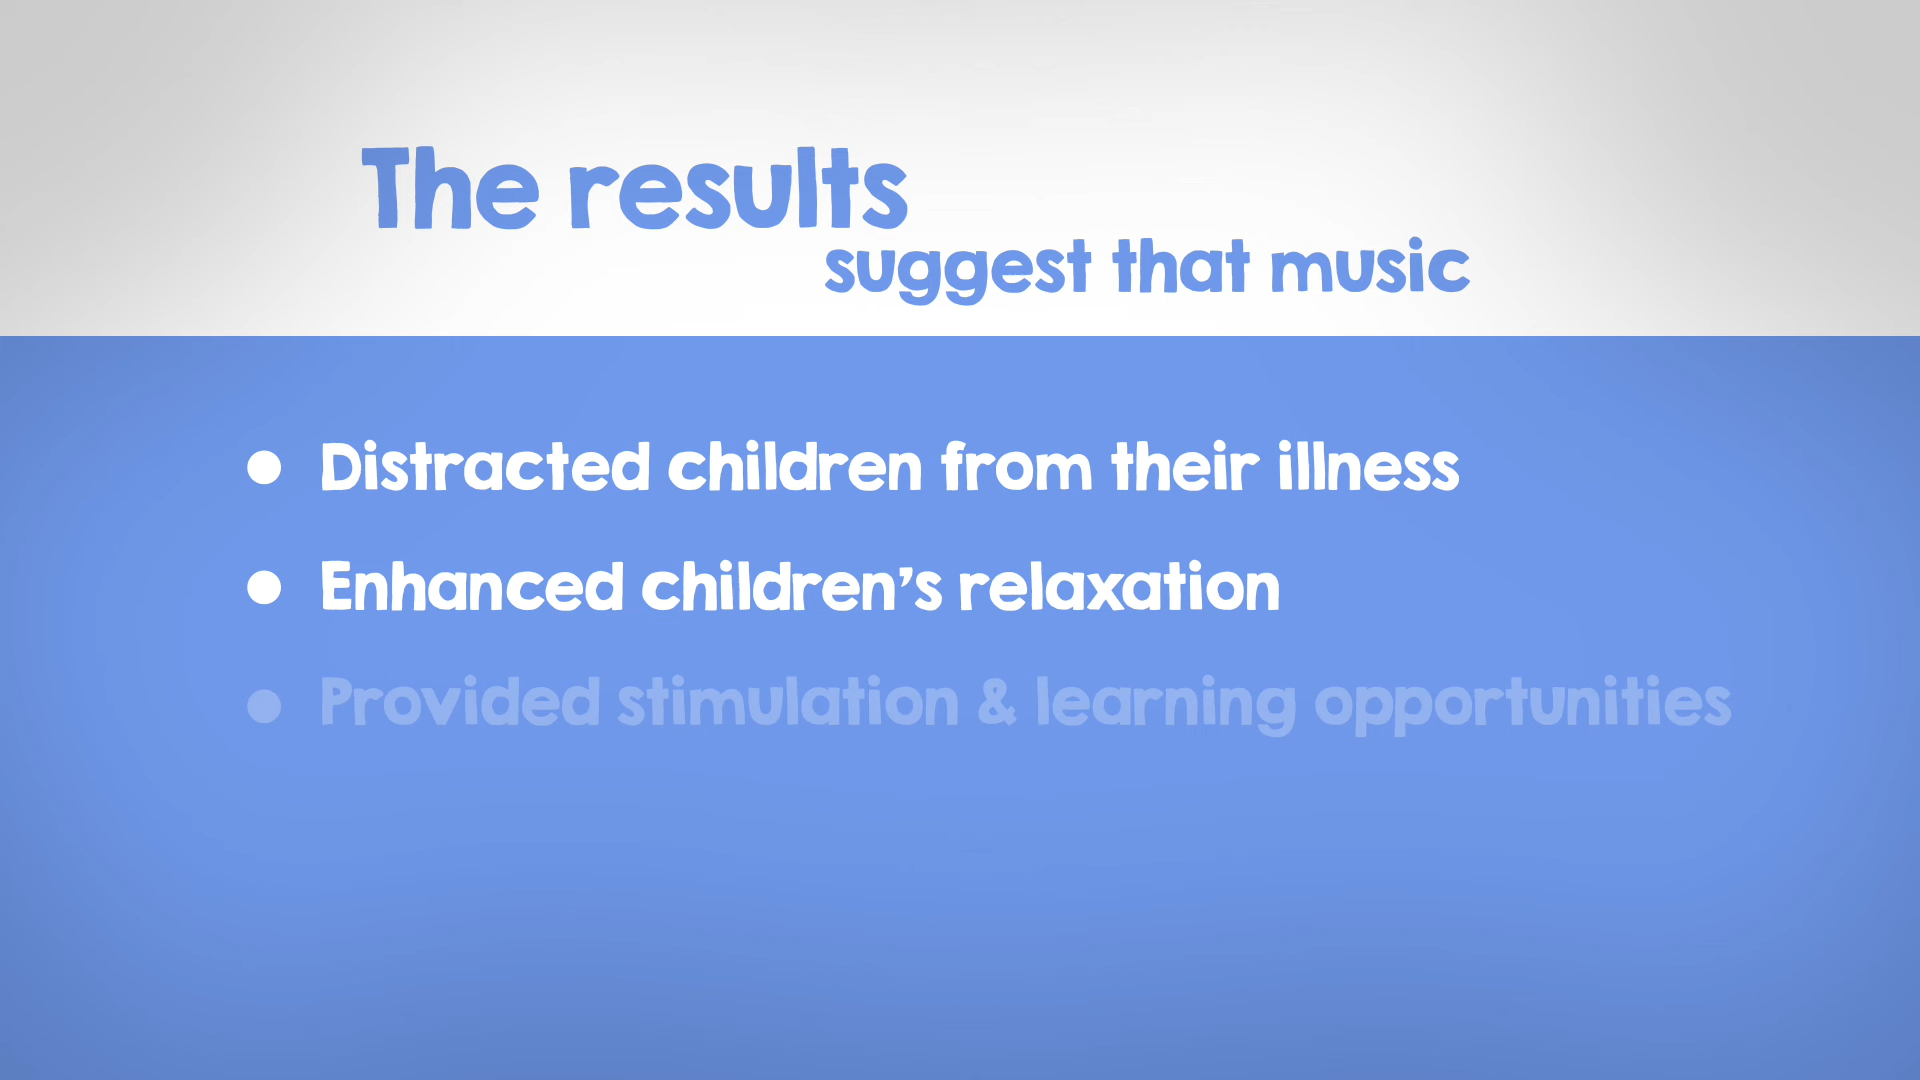 The results
suggest that music
• Distracted children from their illness
• Enhanced children's relaxation
• Provided stimulation & learning opportunities